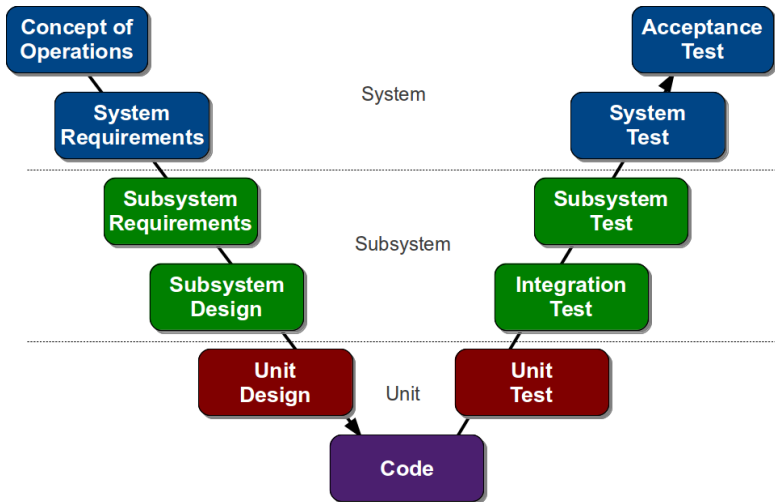 Concept of
Operations
Acceptance
Test
System
System
Requirements
System
Test
Subsystem
Requirements
Subsystem
Test
Subsystem
Subsystem
Design
Integration
Test
Unit
Design
Unit
Unit
Test
Code